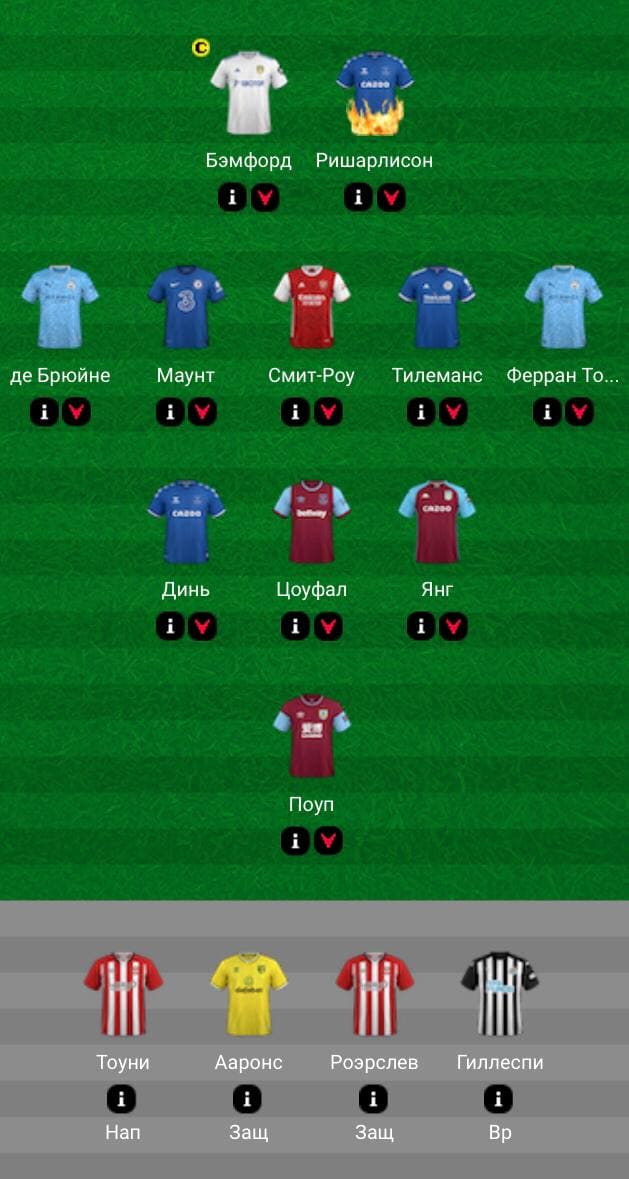 C
Бэмфорд Ришарлисон
де Брюйне Маунт Смит-Роу Тилеманс Ферран То...
Динь Цоуфал Янг
Поуп
Тоуни Ааронс Роэрслев Гиллеспи
Нап Защ Защ Вр